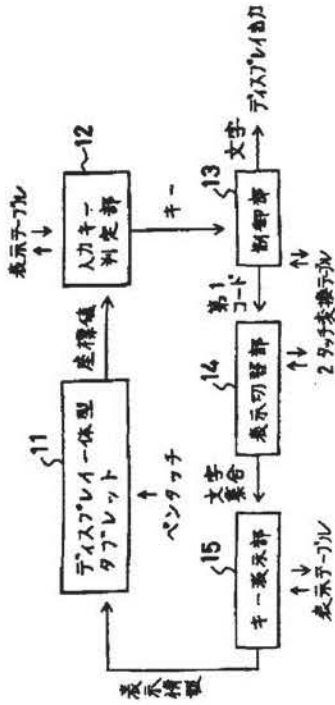 表示テーブル
12
入力キー
判定部
キー
座標値
11
ディスプレイ一体型
タブレット
ペンタッチ
13
制御部
文字
ディスプレイ出力
第1
コード
14
表示切替部
2タッチ変換テーブル
文字
集合
15
キー表示部
表示テーブル
表示情報